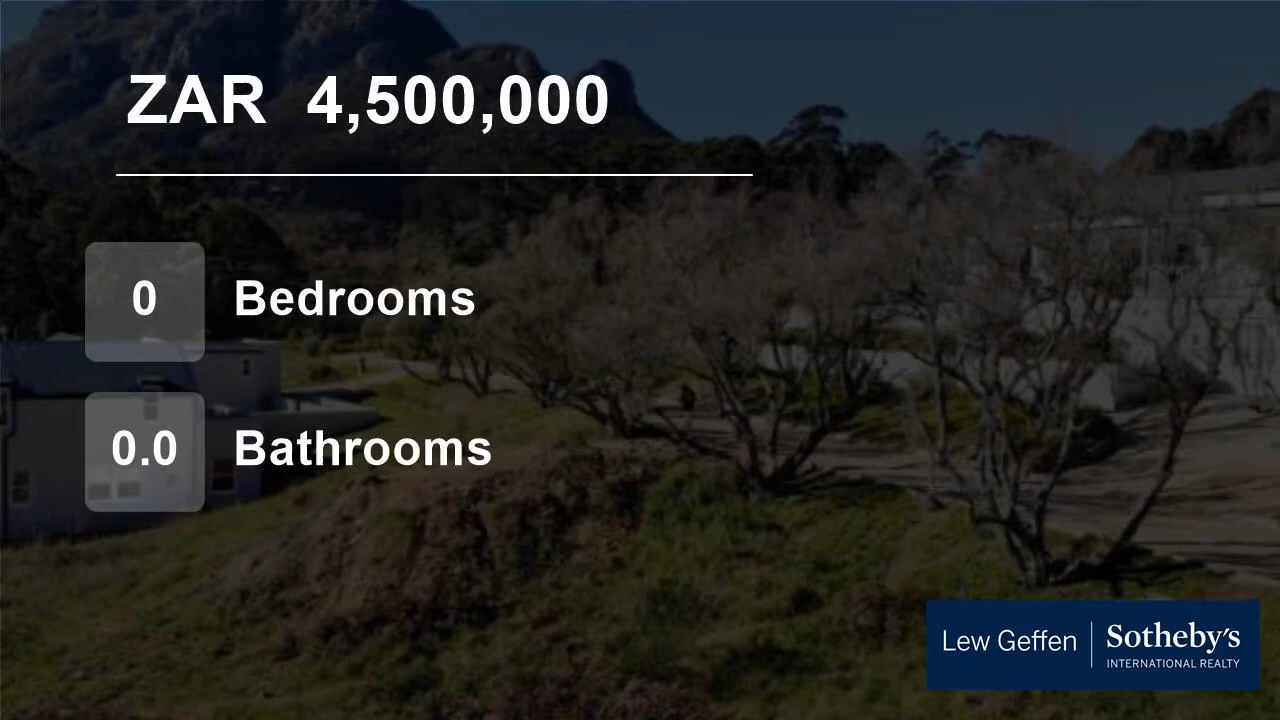 ZAR 4,500,000
0 Bedrooms
0.0 Bathrooms
Lew Geffen
Sotheby's
INTERNATIONAL REALTY